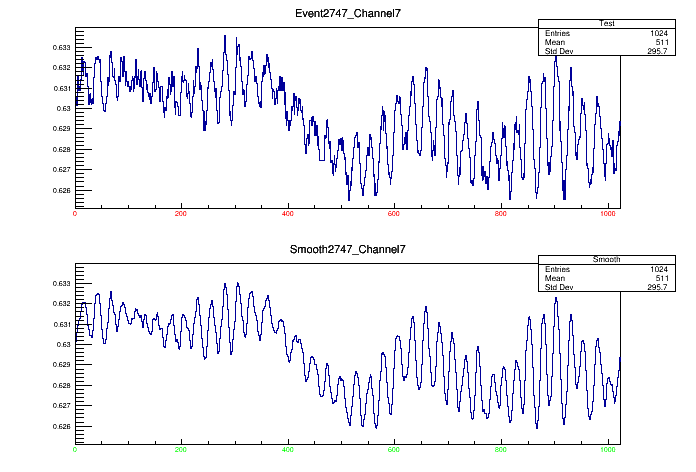 Event2747_Channel7
Test
Entries 1024
Mean 511
Std Dev 295.7
0.633
0.632
0.631
0.63
0.629
0.628
0.627
0.626
0 200 400 600 800 1000
Smooth2747_Channel7
Smooth
Entries 1024
Mean 511
Std Dev 295.7
0.633
0.632
0.631
0.63
0.629
0.628
0.627
0.626
0 200 400 600 800 1000